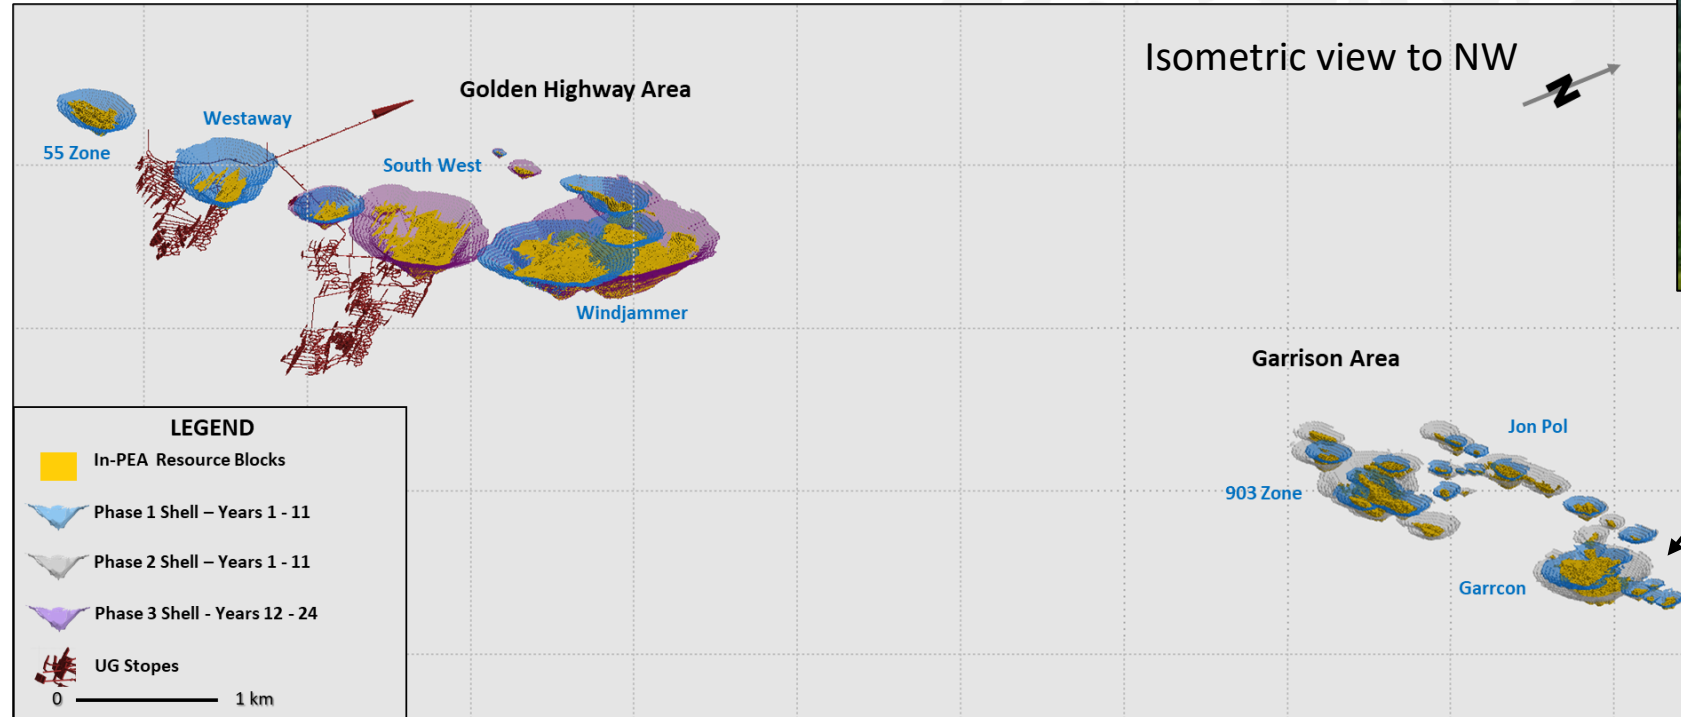 Isometric view to NW
N
Golden Highway Area
Westaway
55 Zone
South West
Windjammer
Garrison Area
Jon Pol
903 Zone
Garrcon
LEGEND
In-PEA Resource Blocks
Phase 1 Shell – Years 1 - 11
Phase 2 Shell – Years 1 - 11
Phase 3 Shell - Years 12 - 24
UG Stopes
0 1 km